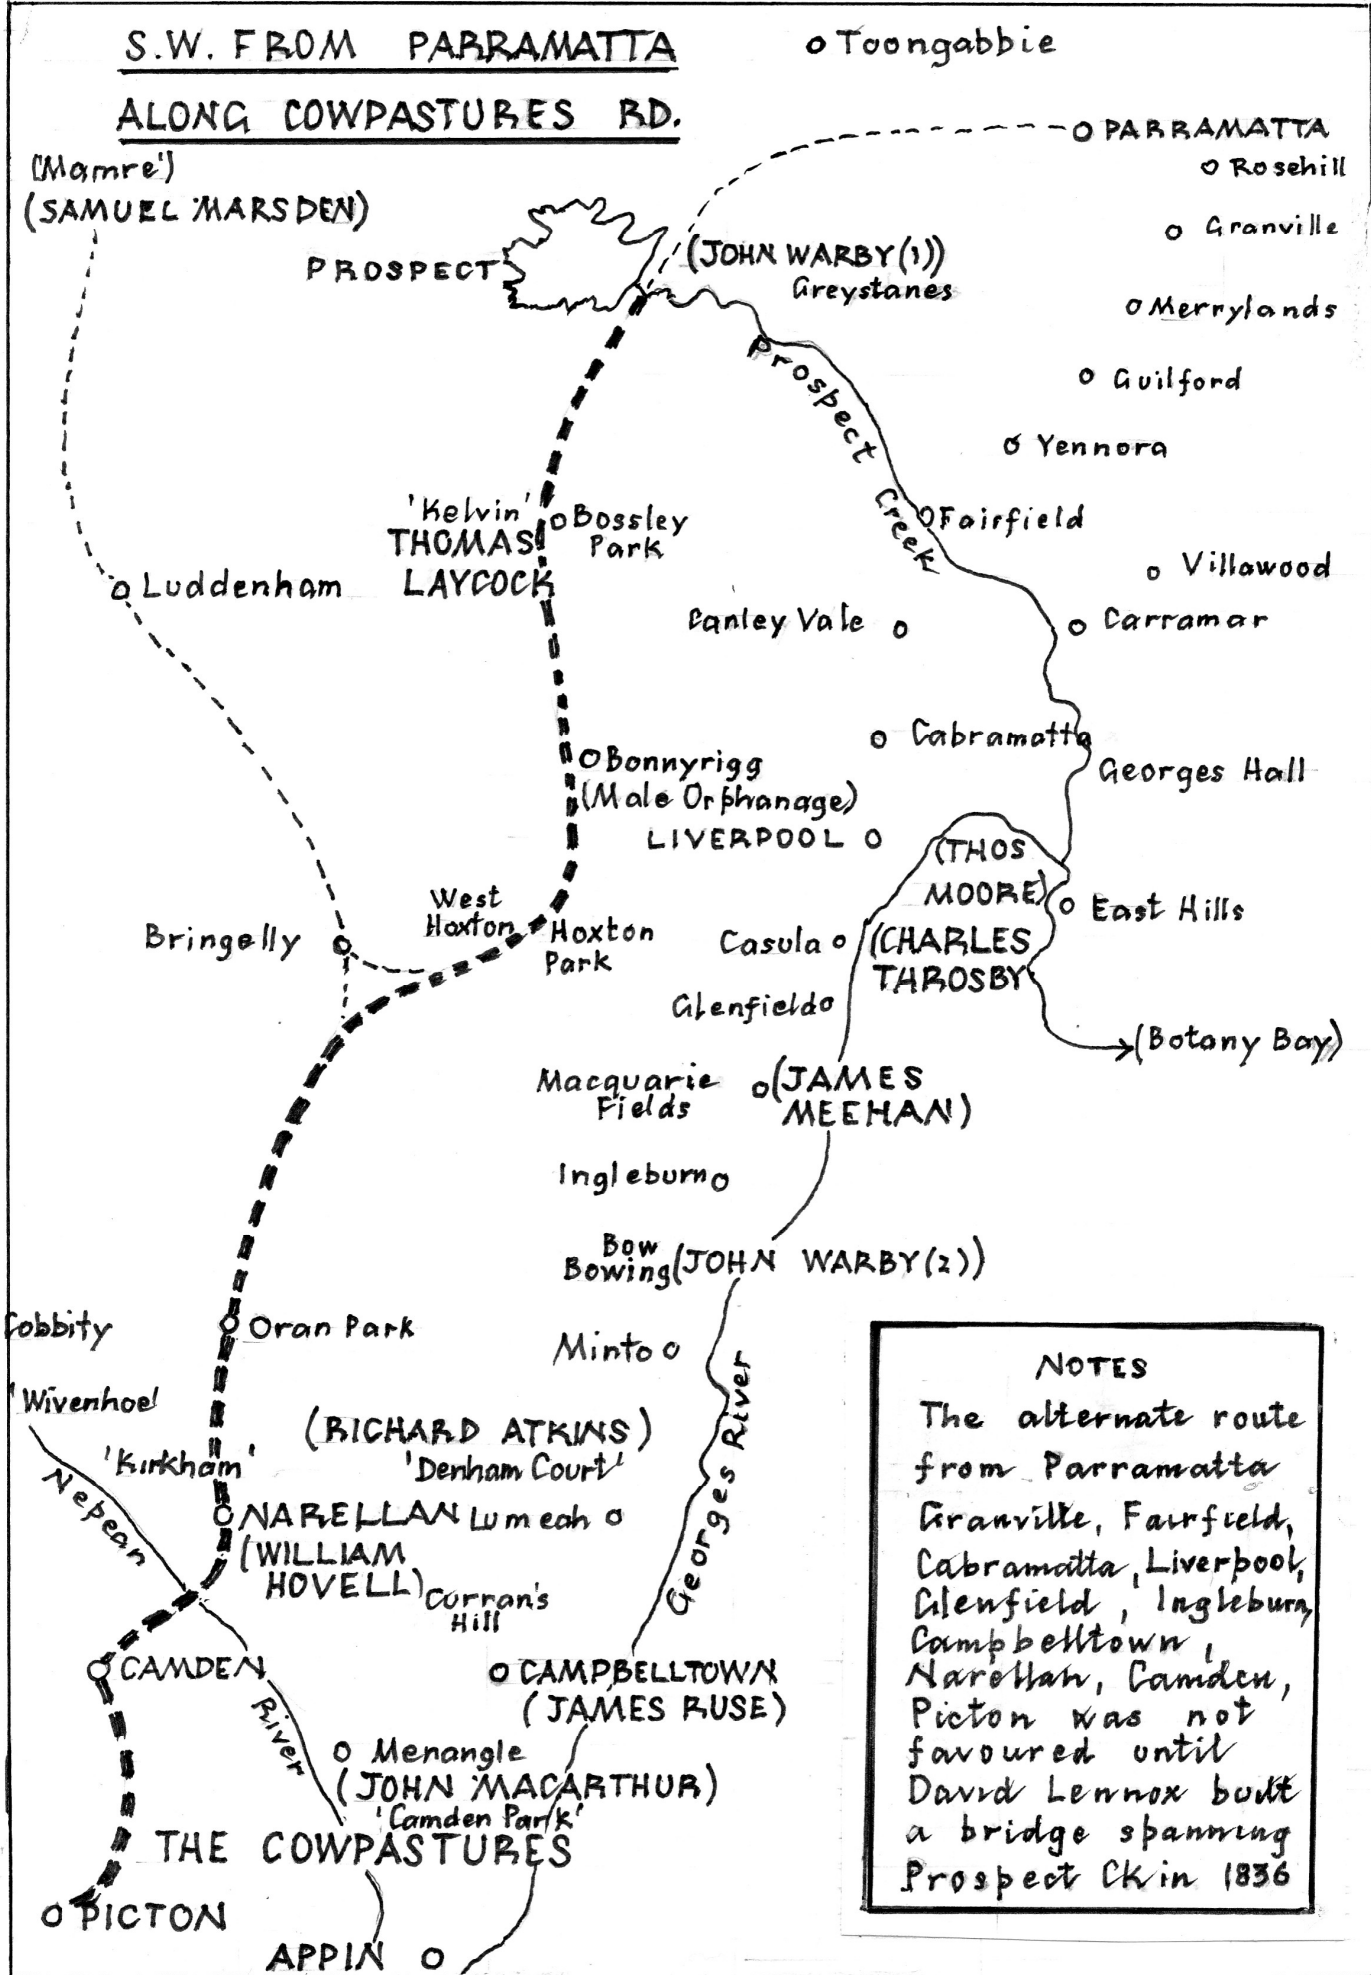 S.W. FROM PARRAMATTA
ALONG COWPASTURES RD.
Toongabbie
PARRAMATTA
Rosehill
('Mamre')
(SAMUEL MARSDEN)
Granville
PROSPECT
(JOHN WARBY(1))
Greystanes
Merrylands
Prospect Creek
Guilford
Yennora
'Kelvin'
THOMAS
LAYCOCK
Bossley
Park
Fairfield
Villawood
Luddenham
Canley Vale
Carramar
Cabramatta
Bonnyrigg
(Male Orphanage)
Georges Hall
LIVERPOOL
(THOS
MOORE)
East Hills
West
Hoxton
Hoxton
Park
Bringelly
Casula
(CHARLES
THROSBY
Glenfield
(Botany Bay)
Macquarie
Fields
(JAMES
MEEHAN)
Ingleburn
Bow
Bowing
(JOHN WARBY(2))
Cobbity
Oran Park
Minto
'Wivenhoe'
(RICHARD ATKINS)
'Denham Court'
'Kirkham'
Nepean
River
Georges River
NARELLAN
(WILLIAM
HOVELL)
Lumeah
Curran's
Hill
CAMDEN
CAMPBELLTOWN
(JAMES RUSE)
Menangle
(JOHN MACARTHUR)
'Camden Park'
THE COWPASTURES
PICTON
APPIN
NOTES
The alternate route
from Parramatta
Granville, Fairfield,
Cabramatta, Liverpool,
Glenfield, Ingleburn,
Campbelltown,
Narellan, Camden,
Picton was not
favoured until
David Lennox built
a bridge spanning
Prospect Ck in 1836